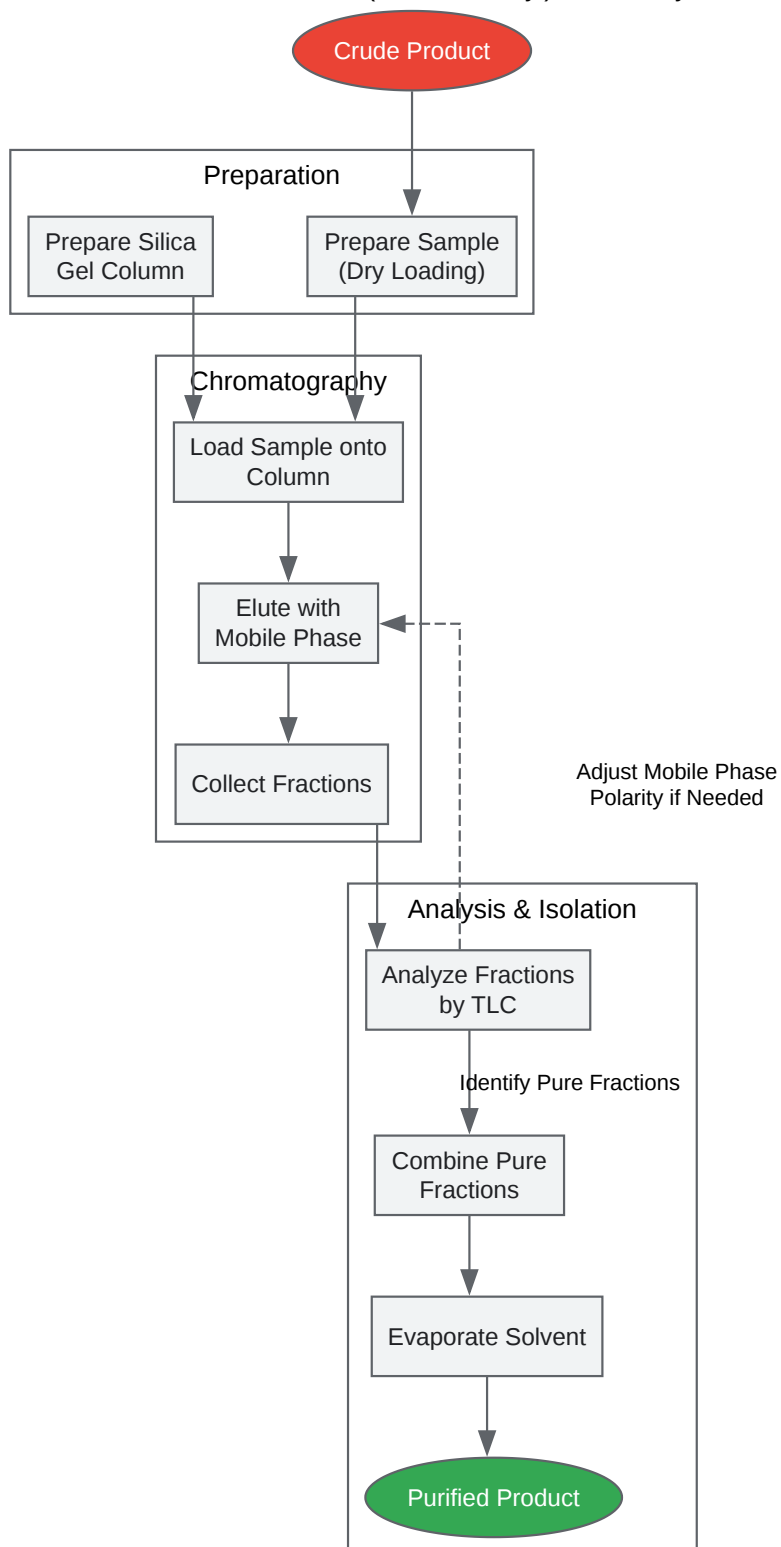 Crude Product
Preparation
Prepare Silica
Gel Column
Prepare Sample
(Dry Loading)
Chromatography
Load Sample onto
Column
Elute with
Mobile Phase
Collect Fractions
Adjust Mobile Phase
Polarity if Needed
Analysis & Isolation
Analyze Fractions
by TLC
Identify Pure Fractions
Combine Pure
Fractions
Evaporate Solvent
Purified Product